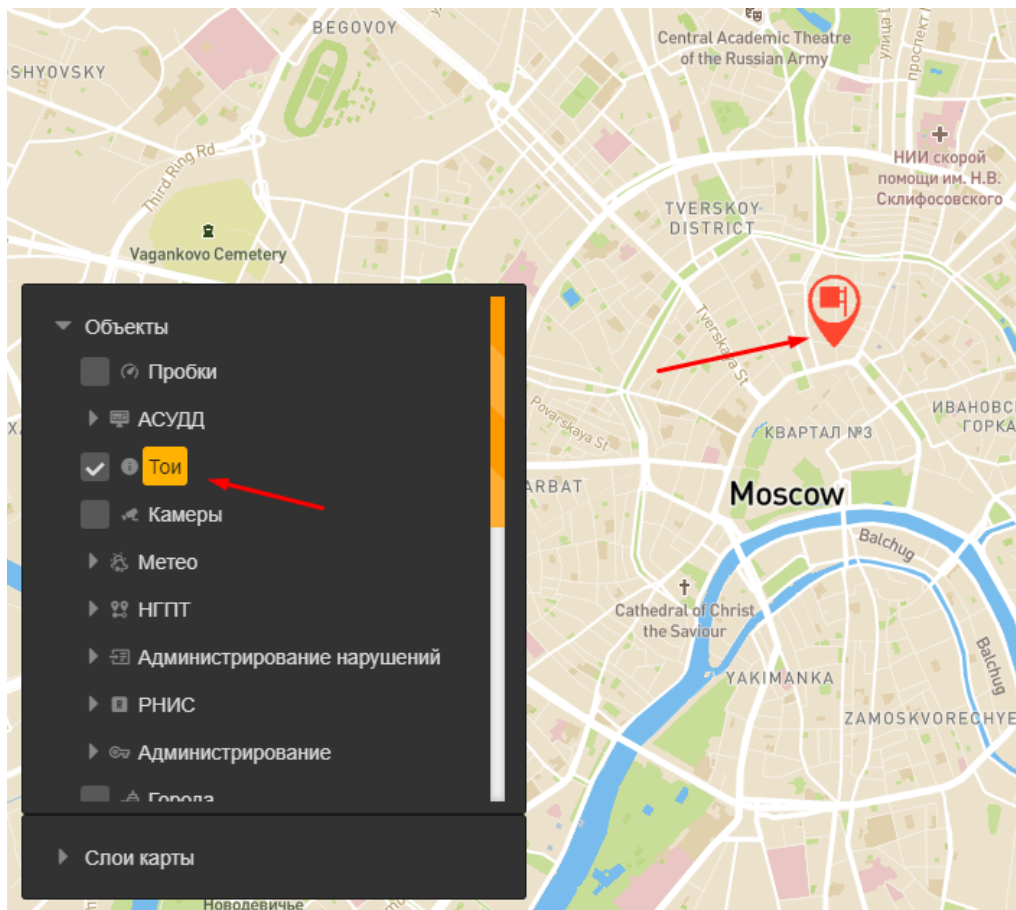 BEGOVOY
Central Academic Theatre
of the Russian Army
улица
проспект
SHYOVSKY
Third Ring Rd
НИИ скорой
помощи им. Н.В.
Склифосовского
TVERSKOY
DISTRICT
Vagankovo Cemetery
Объекты
Пробки
АСУДД
Тои
Камеры
Метео
НГПТ
Администрирование нарушений
РНИС
Администрирование
Города
Слои карты
Tverskaya St
Povarskaya St
ИВАНОВС
ГОРКА
КВАРТАЛ №3
ARBAT
Moscow
Balchug
Cathedral of Christ
the Saviour
Balchug
YAKIMANKA
ZAMOSKVORECHYE
Новодевичье